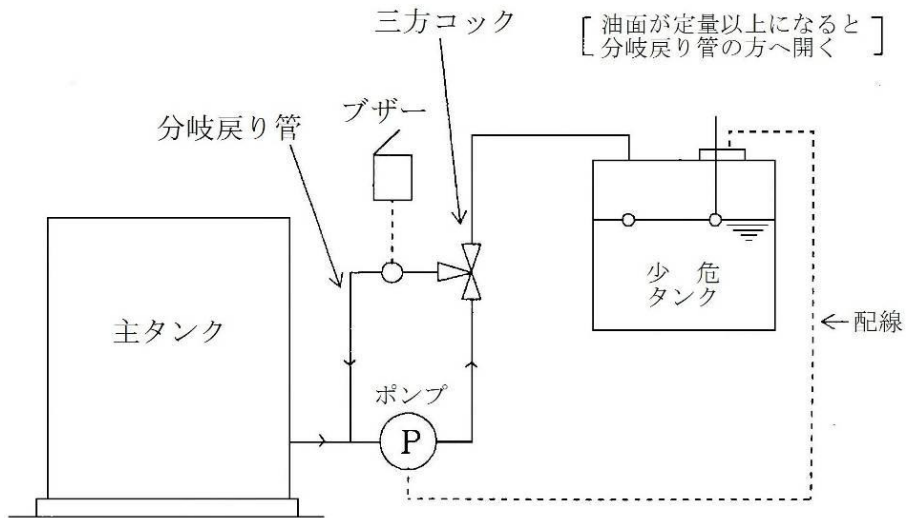 三方コック
油面が定量以上になると
分岐戻り管の方へ開く
ブザー
分岐戻り管
主タンク
少危
タンク
←配線
ポンプ
P